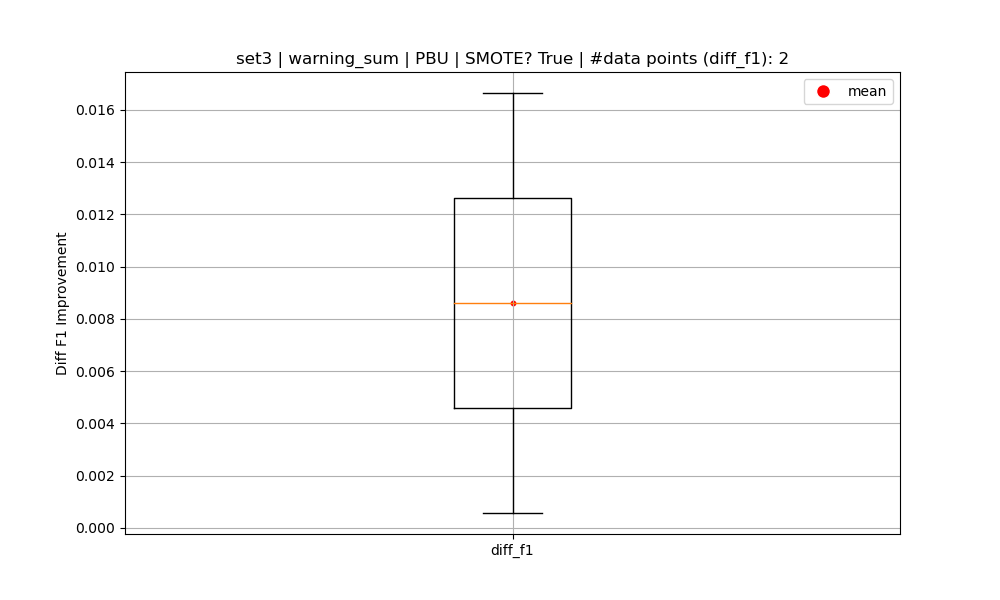 set3 | warning_sum | PBU | SMOTE? True | #data points (diff_f1): 2
mean
0.016
0.014
0.012
0.010
0.008
0.006
0.004
0.002
0.000
Diff F1 Improvement
diff_f1